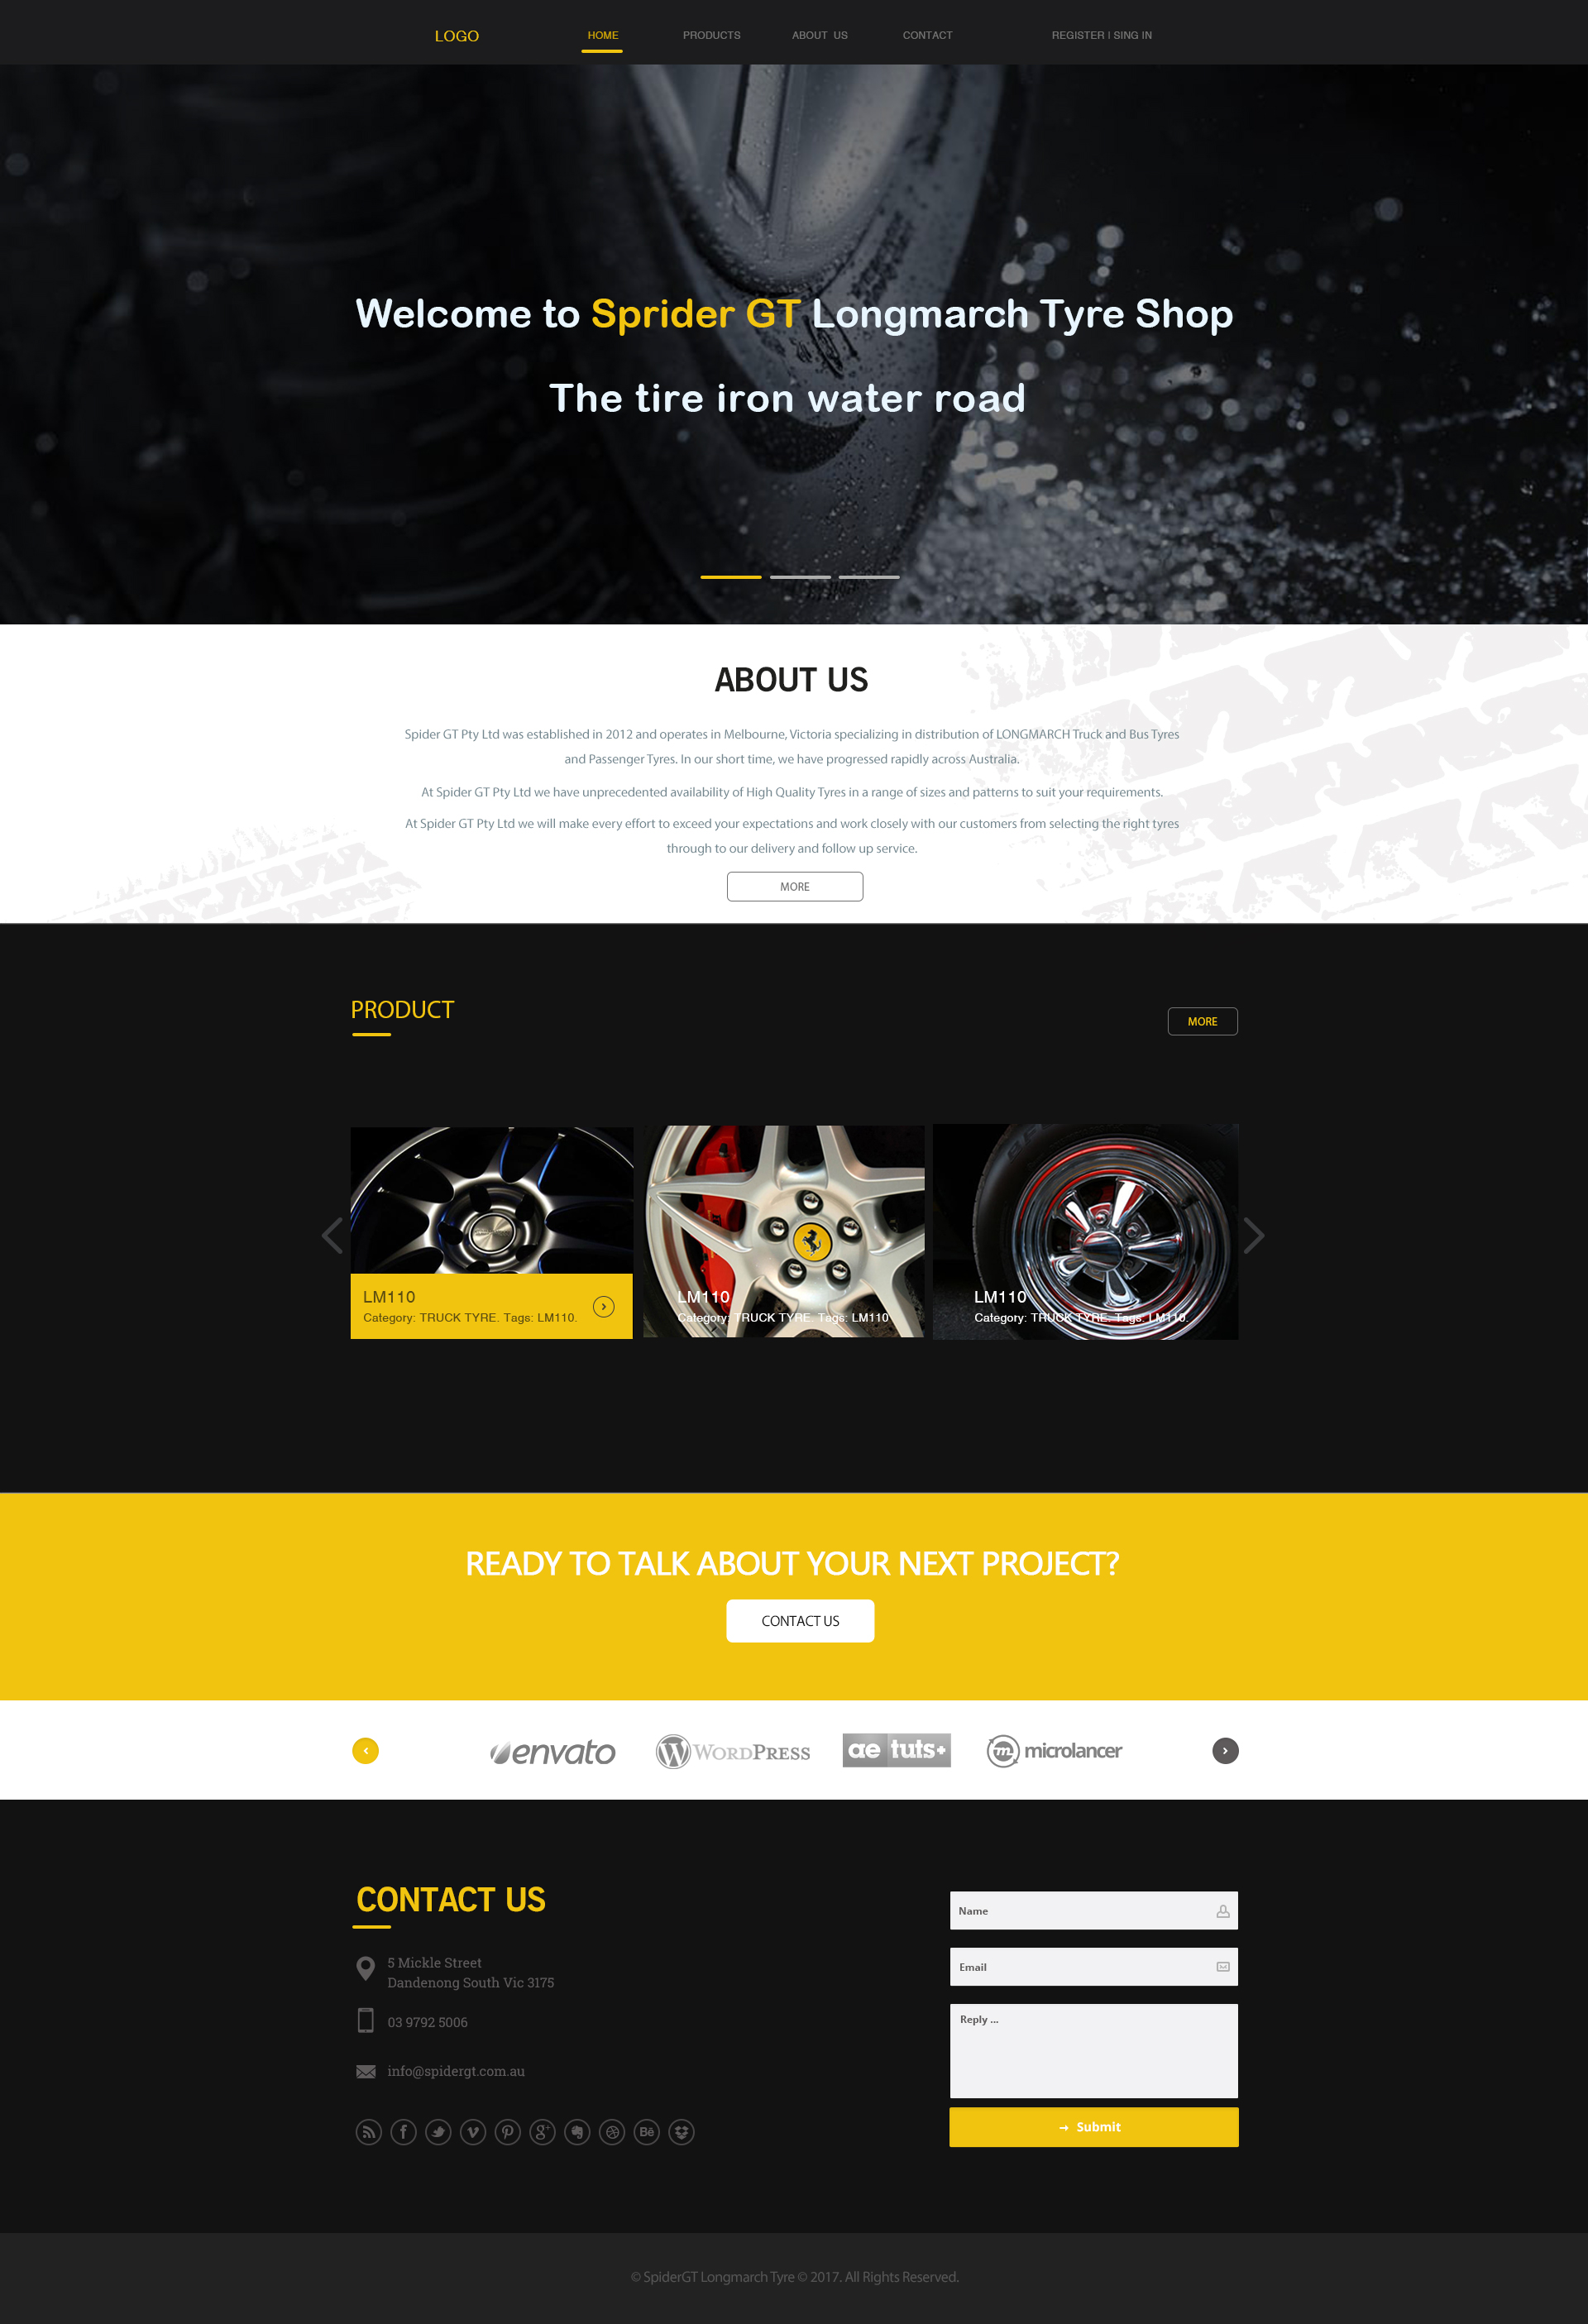 LOGO
HOME
PRODUCTS
ABOUT US
CONTACT
REGISTER | SING IN
Welcome to Sprider GT Longmarch Tyre Shop
The tire iron water road
ABOUT US
Spider GT Pty Ltd was established in 2012 and operates in Melbourne, Victoria specializing in distribution of LONGMARCH Truck and Bus Tyres
and Passenger Tyres. In our short time, we have progressed rapidly across Australia.
At Spider GT Pty Ltd we have unprecedented availability of High Quality Tyres in a range of sizes and patterns to suit your requirements.
At Spider GT Pty Ltd we will make every effort to exceed your expectations and work closely with our customers from selecting the right tyres
through to our delivery and follow up service.
MORE
PRODUCT
MORE
LM110
Category: TRUCK TYRE. Tags: LM110.
LM110
Category: TRUCK TYRE. Tags: LM110
LM110
Category: TRUCK TYRE. Tags: LM110.
READY TO TALK ABOUT YOUR NEXT PROJECT?
CONTACT US
envato
WORDPRESS
ae tuts+
microlancer
CONTACT US
5 Mickle Street
Dandenong South Vic 3175
03 9792 5006
info@spidergt.com.au
Name
Email
Reply ...
Submit
© SpiderGT Longmarch Tyre © 2017. All Rights Reserved.